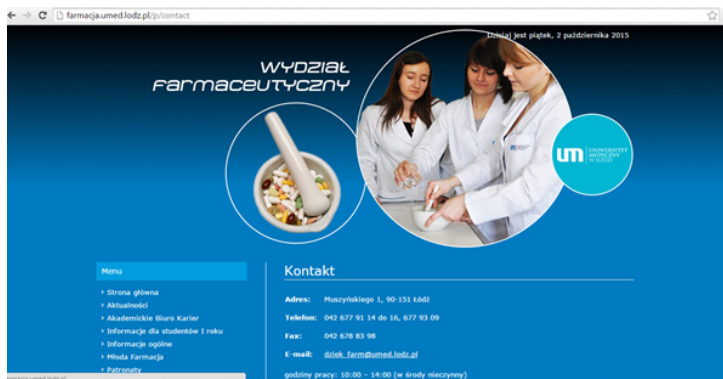 farmacja.umed.lodz.pl/p/contact
Dzisiaj jest piątek, 2 października 2015
WYDZIAŁ
FARMACEUTYCZNY
um UNIWERSYTET
MEDYCZNY
W ŁODZI
Menu
› Strona główna
› Aktualności
› Akademickie Biuro Karier
› Informacje dla studentów I roku
› Informacje ogólne
› Młoda Farmacja
› Patronaty
Kontakt
Adres: Muszyńskiego 1, 90-151 Łódź
Telefon: 042 677 91 14 do 16, 677 93 09
Fax: 042 678 83 98
E-mail: dziek_farm@umed.lodz.pl
godziny pracy: 10:00 – 14:00 (w środy nieczynny)